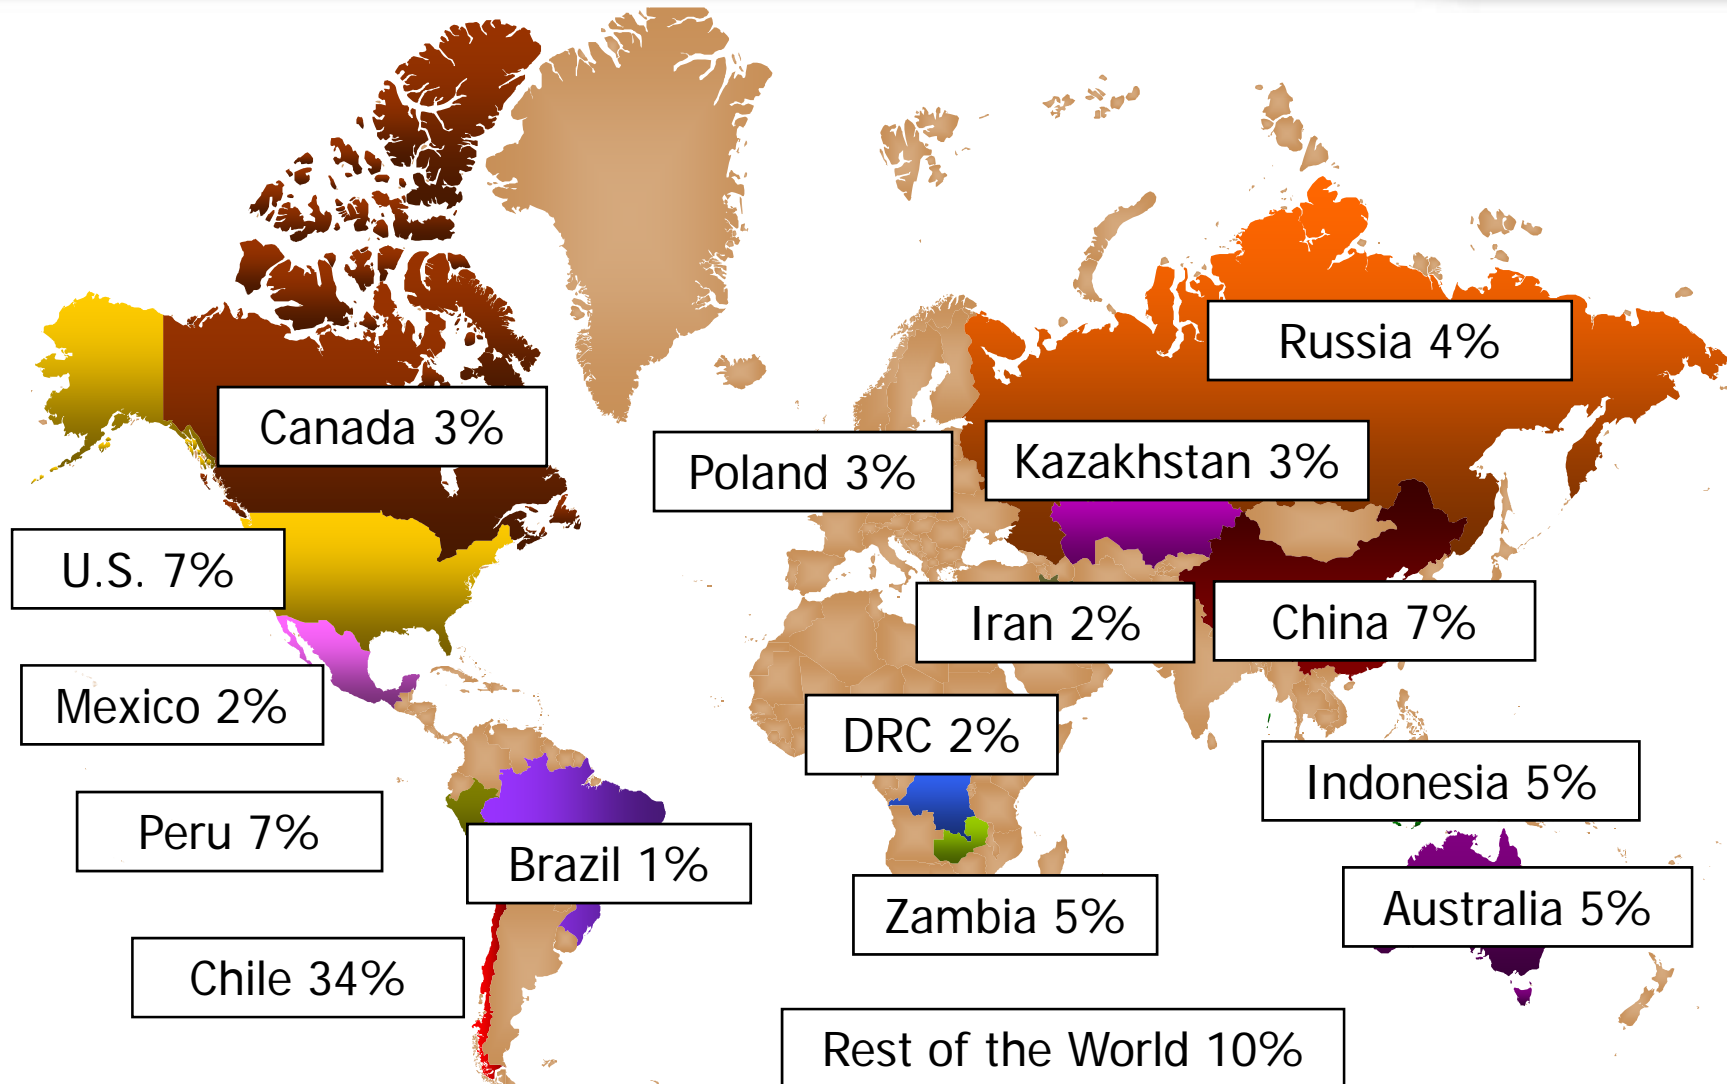 Russia 4%
Canada 3%
Poland 3%
Kazakhstan 3%
U.S. 7%
Iran 2%
China 7%
Mexico 2%
DRC 2%
Indonesia 5%
Peru 7%
Brazil 1%
Zambia 5%
Australia 5%
Chile 34%
Rest of the World 10%